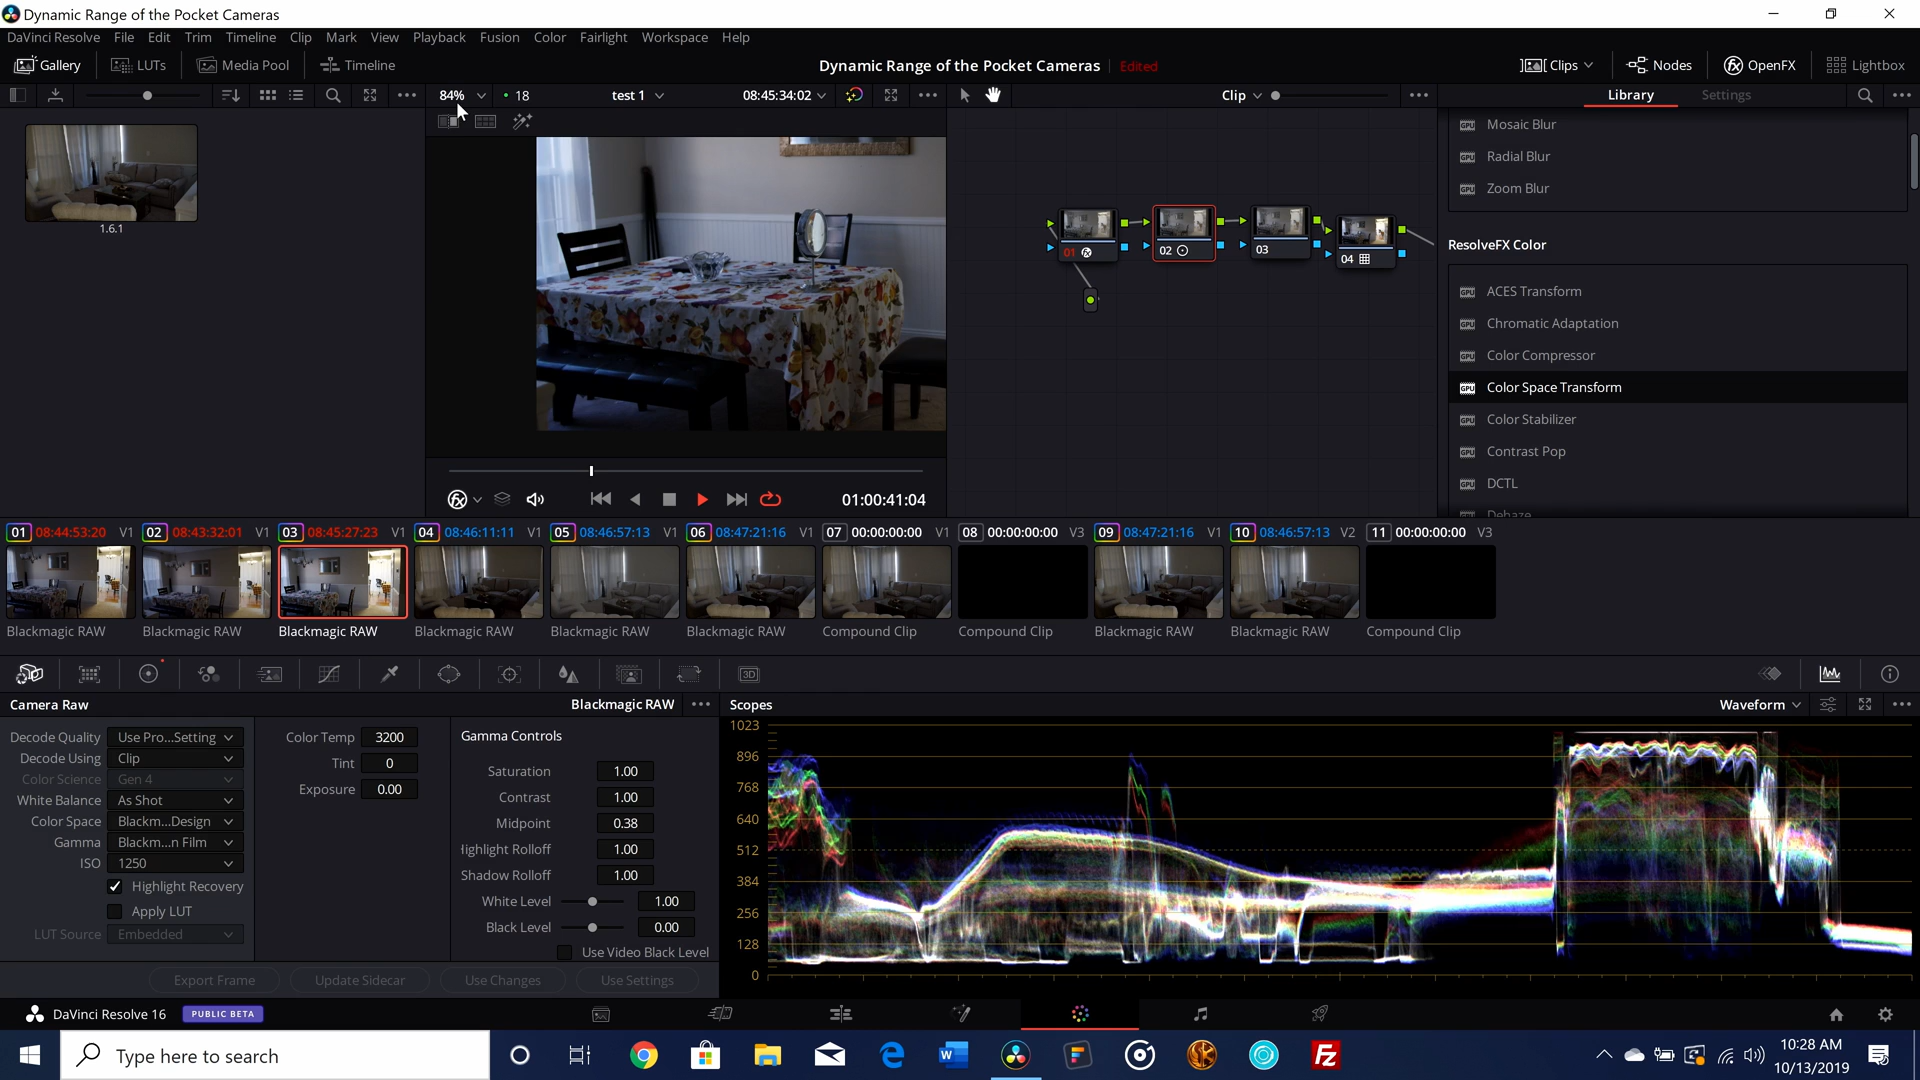 Dynamic Range of the Pocket Cameras
DaVinci Resolve File Edit Trim Timeline Clip Mark View Playback Fusion Color Fairlight Workspace Help
Gallery LUTs Media Pool Timeline Dynamic Range of the Pocket Cameras Edited Clips Nodes OpenFX Lightbox
84% 18 test 1 08:45:34:02 Clip Library Settings
Mosaic Blur
Radial Blur
Zoom Blur
1.6.1
ResolveFX Color
01 02 03 04
ACES Transform
Chromatic Adaptation
Color Compressor
Color Space Transform
Color Stabilizer
Contrast Pop
DCTL
Dehaze
01:00:41:04
01 08:44:53:20 V1 02 08:43:32:01 V1 03 08:45:27:23 V1 04 08:46:11:11 V1 05 08:46:57:13 V1 06 08:47:21:16 V1 07 00:00:00:00 V1 08 00:00:00:00 V3 09 08:47:21:16 V1 10 08:46:57:13 V2 11 00:00:00:00 V3
Blackmagic RAW Blackmagic RAW Blackmagic RAW Blackmagic RAW Blackmagic RAW Blackmagic RAW Compound Clip Compound Clip Blackmagic RAW Blackmagic RAW Compound Clip
3D
Camera Raw Blackmagic RAW Scopes Waveform
Decode Quality Use Pro...Setting
Decode Using Clip
Color Science Gen 4
White Balance As Shot
Color Space Blackm...Design
Gamma Blackm...n Film
ISO 1250
Highlight Recovery
Apply LUT
LUT Source Embedded
Color Temp 3200
Tint 0
Exposure 0.00
Gamma Controls
Saturation 1.00
Contrast 1.00
Midpoint 0.38
Highlight Rolloff 1.00
Shadow Rolloff 1.00
White Level 1.00
Black Level 0.00
Use Video Black Level
1023
896
768
640
512
384
256
128
0
Export Frame Update Sidecar Use Changes Use Settings
DaVinci Resolve 16 PUBLIC BETA
Type here to search
10:28 AM
10/13/2019